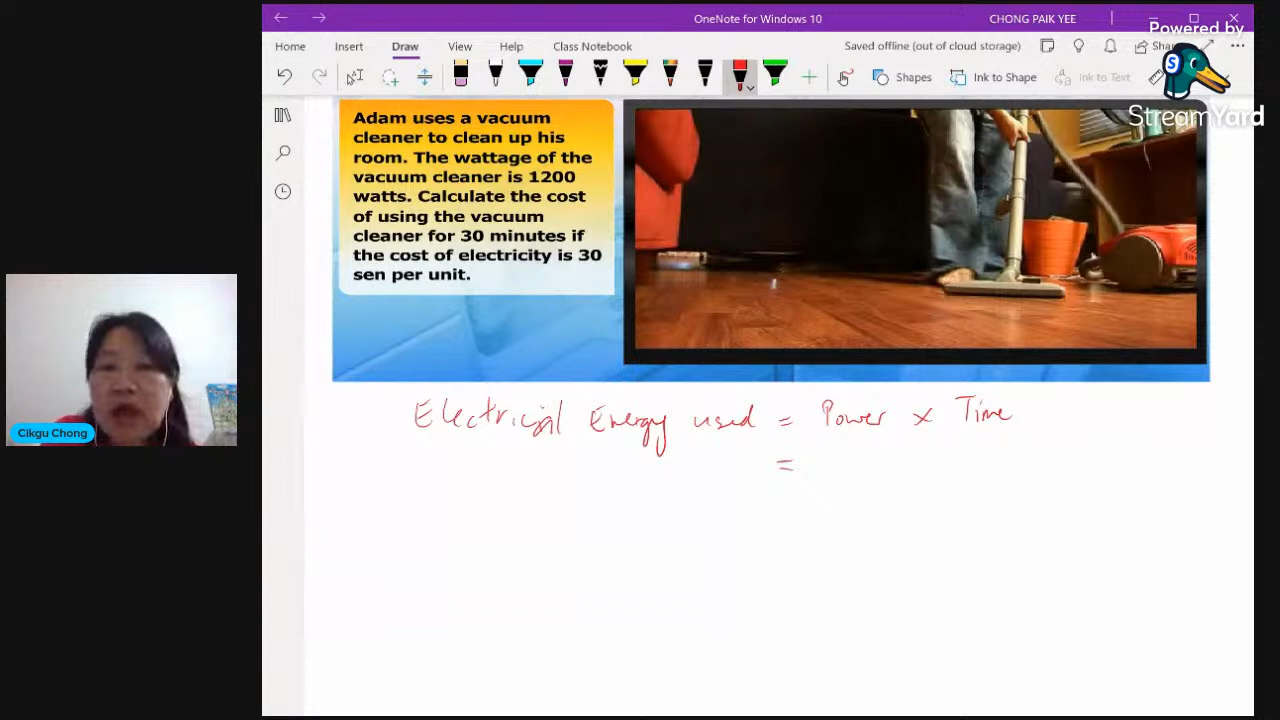 OneNote for Windows 10
CHONG PAIK YEE
Powered by
StreamYard
Home Insert Draw View Help Class Notebook
Saved offline (out of cloud storage)
Share
Shapes
Ink to Shape
Ink to Text
Adam uses a vacuum
cleaner to clean up his
room. The wattage of the
vacuum cleaner is 1200
watts. Calculate the cost
of using the vacuum
cleaner for 30 minutes if
the cost of electricity is 30
sen per unit.
Electrical Energy used = Power × Time
=
Cikgu Chong